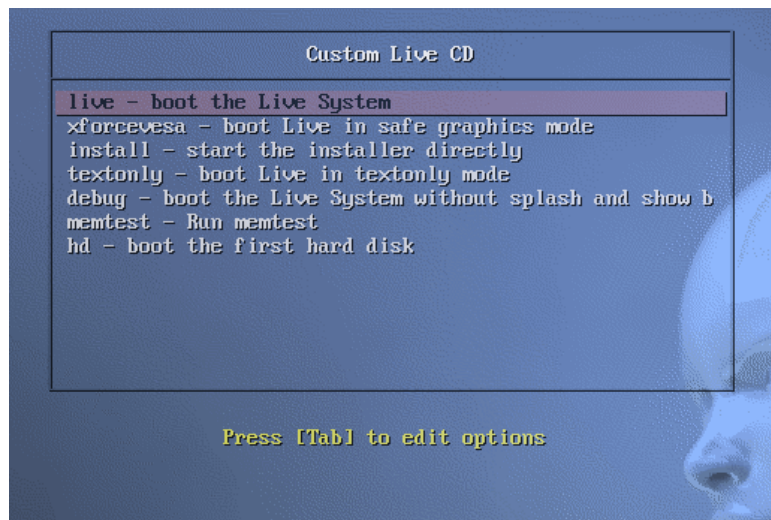 Custom Live CD
live - boot the Live System
xforcevesa - boot Live in safe graphics mode
install - start the installer directly
textonly - boot Live in textonly mode
debug - boot the Live System without splash and show b
memtest - Run memtest
hd - boot the first hard disk
Press [Tab] to edit options